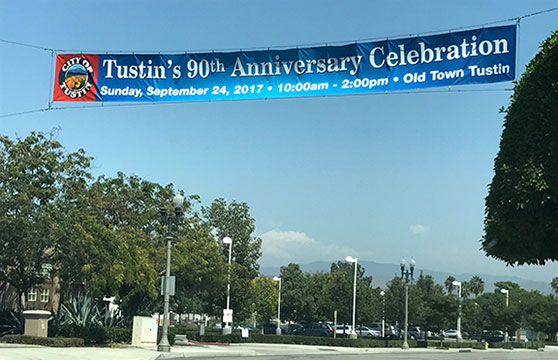 CITY OF
TUSTIN
Tustin's 90th Anniversary Celebration
Sunday, September 24, 2017 • 10:00am - 2:00pm • Old Town Tustin